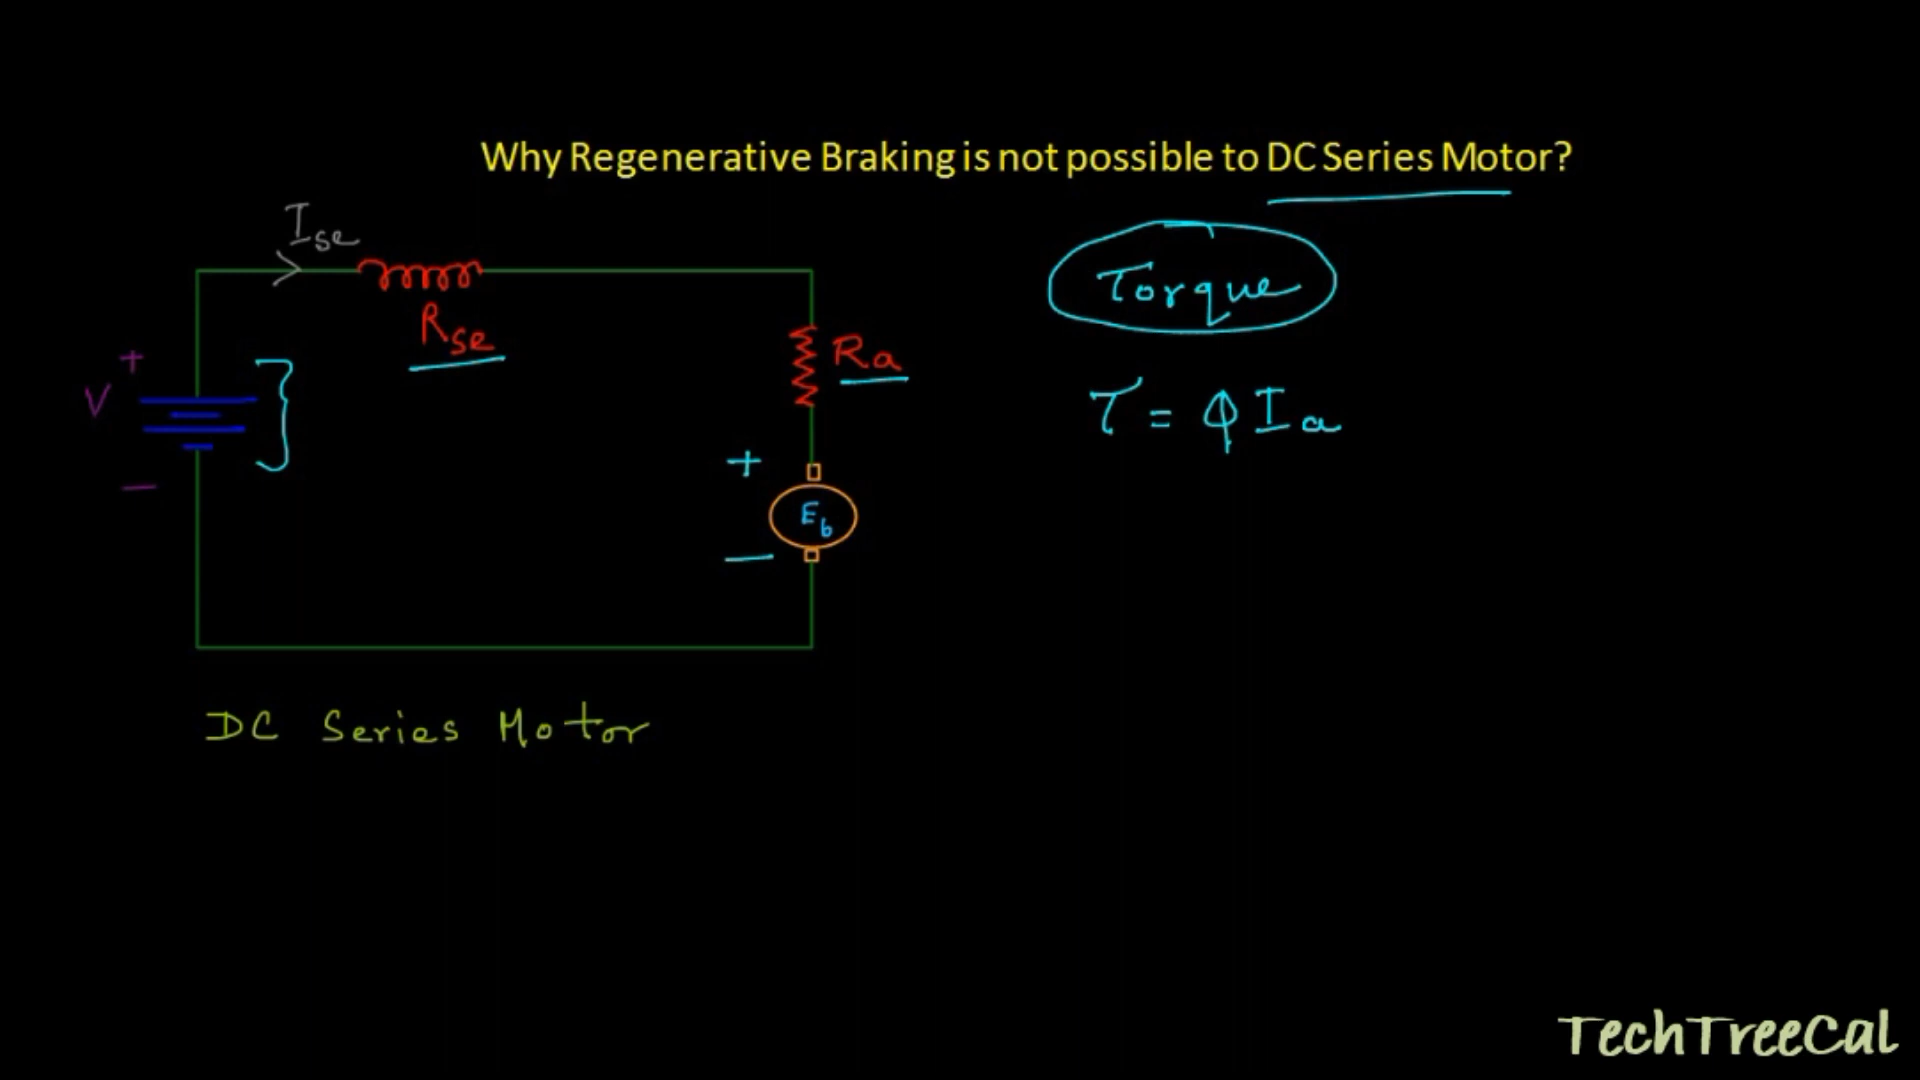 Why Regenerative Braking is not possible to DC Series Motor?
Ise
Rse
Torque
+
V
Ra
τ = φ Ia
+
Eb
−
−
DC Series Motor
TechTreeCal